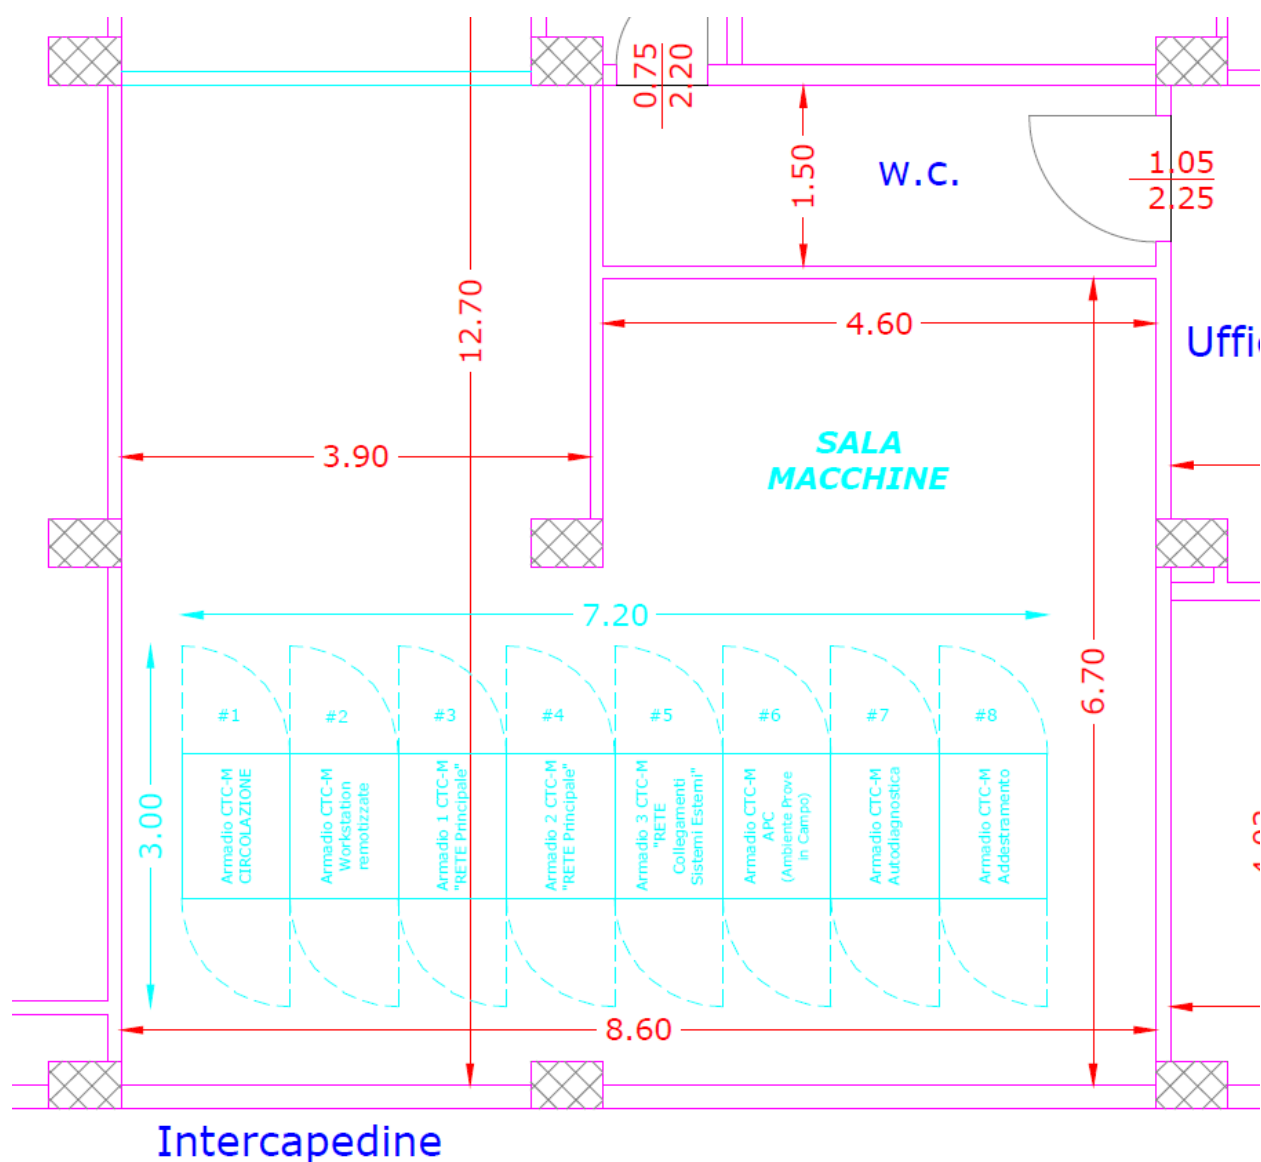 0.75
2.20
1.50
w.c.
1.05
2.25
12.70
4.60
3.90
SALA
MACCHINE
7.20
3.00
6.70
#1
#2
#3
#4
#5
#6
#7
#8
Armadio CTC-M
CIRCOLAZIONE
Armadio CTC-M
Workstation
remotizzate
Armadio 1 CTC-M
"RETE Principale"
Armadio 2 CTC-M
"RETE Principale"
Armadio 3 CTC-M
"RETE
Collegamenti
Sistemi Esterni"
Armadio CTC-M
APC
(Ambiente Prove
in Campo)
Armadio CTC-M
Autodiagnostica
Armadio CTC-M
Addestramento
8.60
Intercapedine